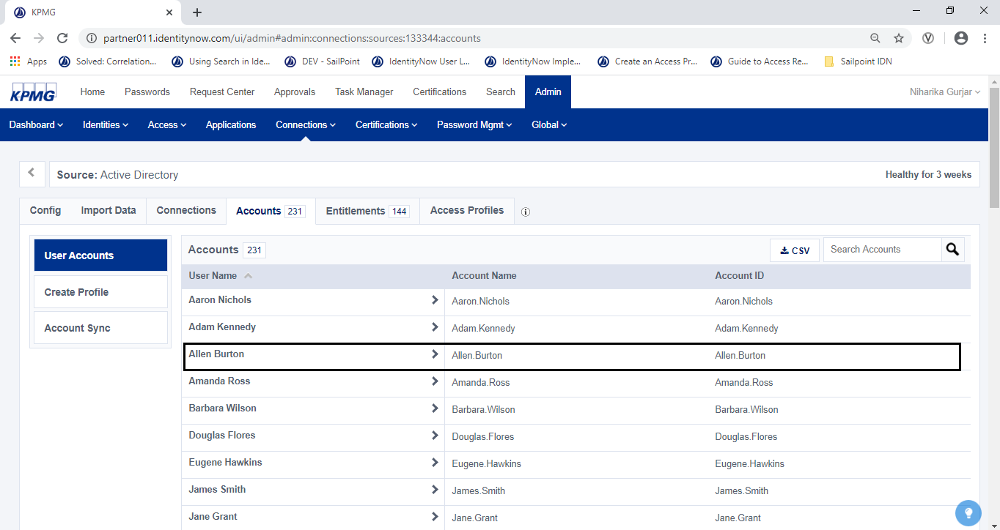 KPMG
partner011.identitynow.com/ui/admin#admin:connections:sources:133344:accounts
Apps Solved: Correlation... Using Search in Ide... DEV - SailPoint IdentityNow User L... IdentityNow Imple... Create an Access Pr... Guide to Access Re... Sailpoint IDN
KPMG Home Passwords Request Center Approvals Task Manager Certifications Search Admin Niharika Gurjar
Dashboard Identities Access Applications Connections Certifications Password Mgmt Global
Source: Active Directory Healthy for 3 weeks
Config Import Data Connections Accounts 231 Entitlements 144 Access Profiles
User Accounts
Create Profile
Account Sync
Accounts 231 CSV Search Accounts
User Name Account Name Account ID
Aaron Nichols Aaron.Nichols Aaron.Nichols
Adam Kennedy Adam.Kennedy Adam.Kennedy
Allen Burton Allen.Burton Allen.Burton
Amanda Ross Amanda.Ross Amanda.Ross
Barbara Wilson Barbara.Wilson Barbara.Wilson
Douglas Flores Douglas.Flores Douglas.Flores
Eugene Hawkins Eugene.Hawkins Eugene.Hawkins
James Smith James.Smith James.Smith
Jane Grant Jane.Grant Jane.Grant